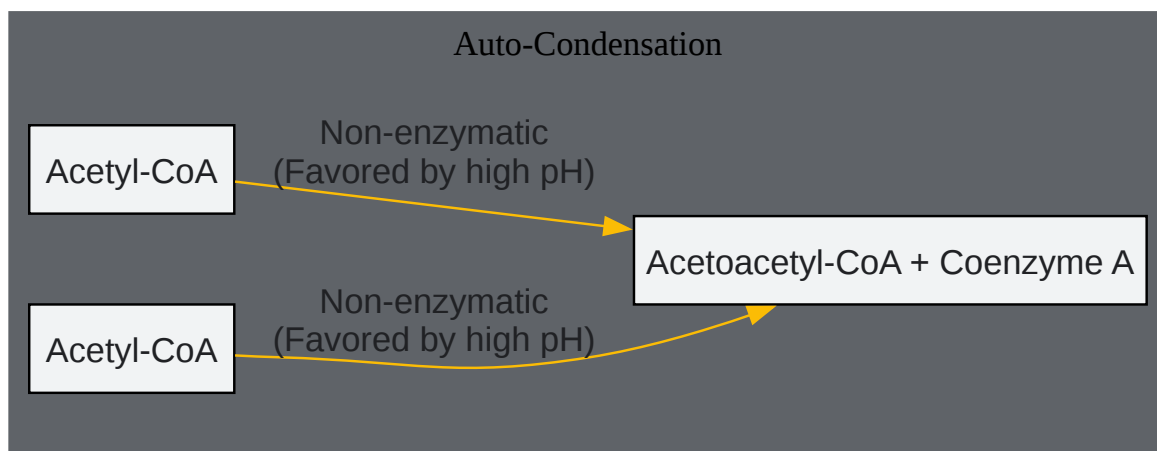 Auto-Condensation
Non-enzymatic
(Favored by high pH)
Acetyl-CoA
Acetoacetyl-CoA + Coenzyme A
Non-enzymatic
(Favored by high pH)
Acetyl-CoA